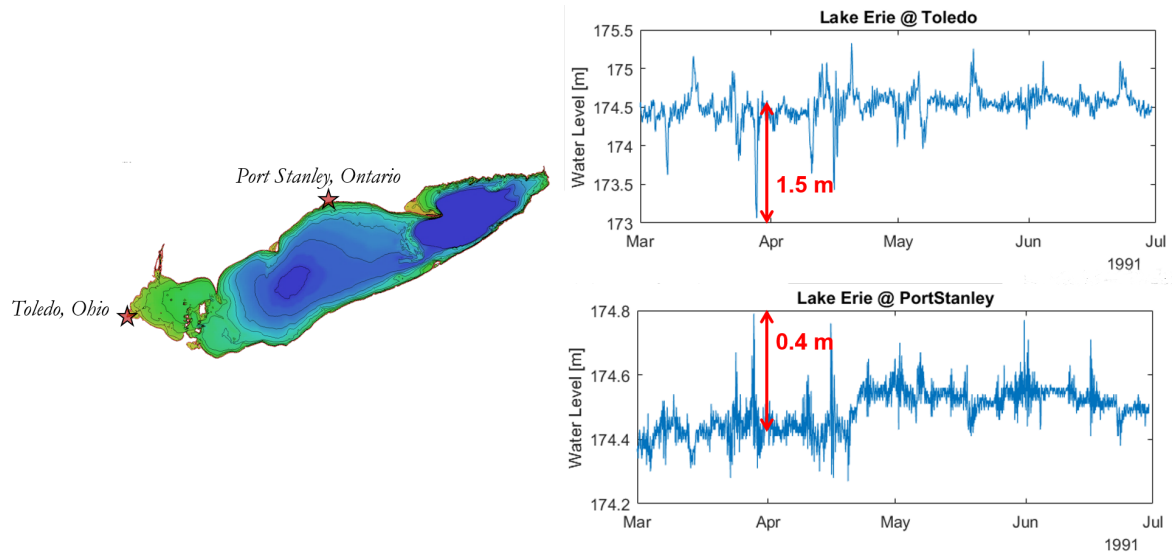 Port Stanley, Ontario
Toledo, Ohio
Lake Erie @ Toledo
Water Level [m]
175.5
175
174.5
174
173.5
173
1.5 m
Mar Apr May Jun Jul
1991
Lake Erie @ PortStanley
Water Level [m]
174.8
174.6
174.4
174.2
0.4 m
Mar Apr May Jun Jul
1991